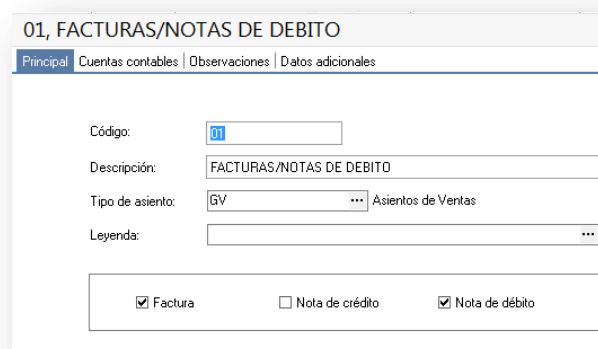 01, FACTURAS/NOTAS DE DEBITO
Principal Cuentas contables Observaciones Datos adicionales
Código: 01
Descripción: FACTURAS/NOTAS DE DEBITO
Tipo de asiento: GV ... Asientos de Ventas
Leyenda: ...
Factura Nota de crédito Nota de débito